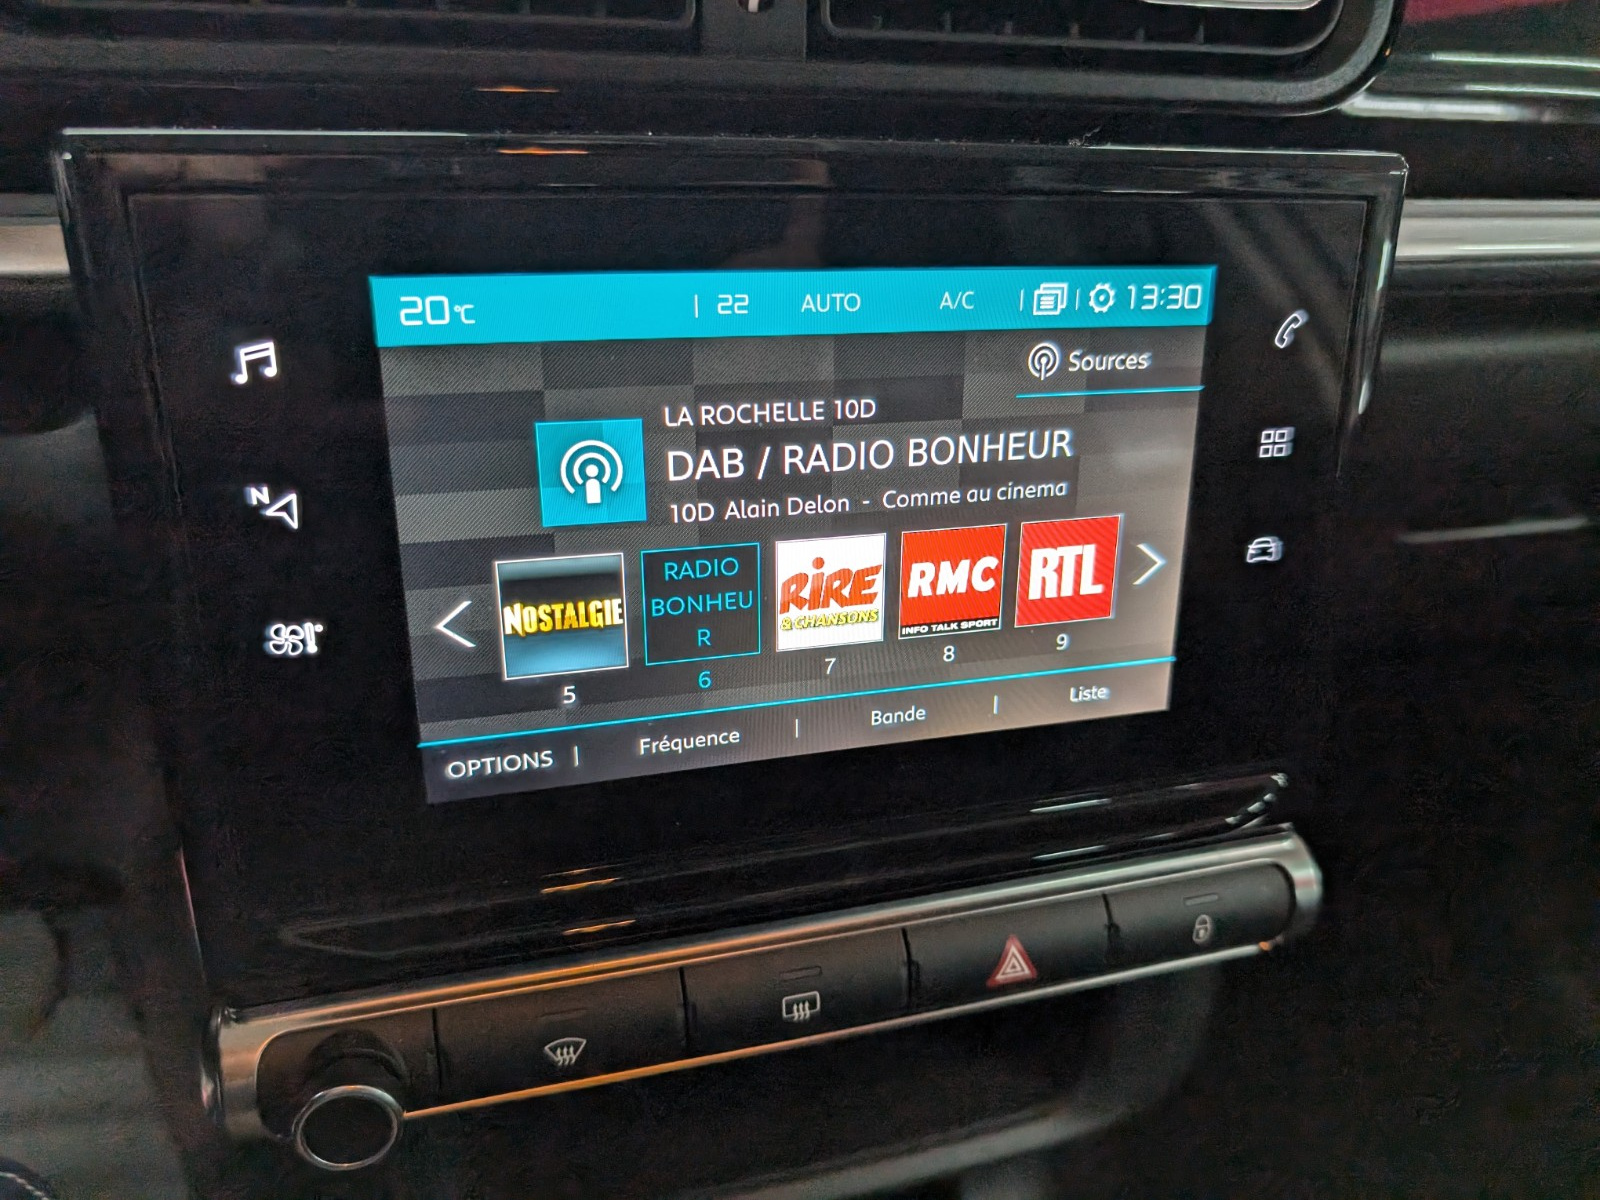 20°C | 22 AUTO A/C | | 13:30
Sources
LA ROCHELLE 10D
DAB / RADIO BONHEUR
10D Alain Delon - Comme au cinema
N
NOSTALGIE
RADIO
BONHEU
R
RIRE
& CHANSONS
RMC
INFO TALK SPORT
RTL
5 6 7 8 9
OPTIONS | Fréquence | Bande | Liste